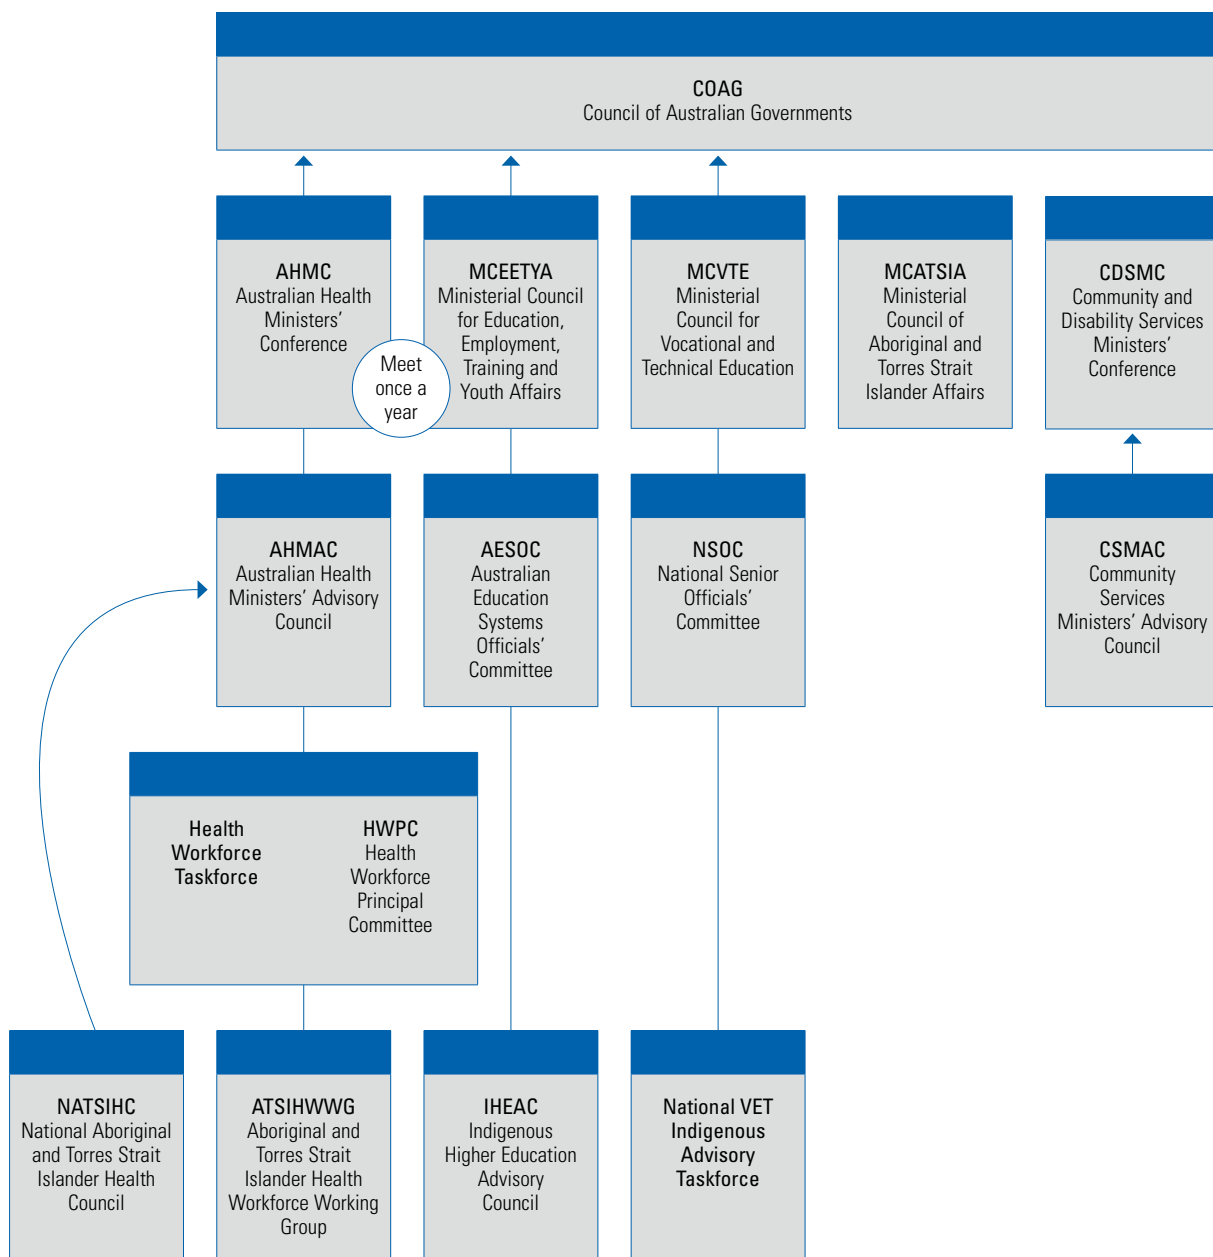 COAG
Council of Australian Governments
AHMC
Australian Health
Ministers’
Conference
MCEETYA
Ministerial Council
for Education,
Employment,
Training and
Youth Affairs
MCVTE
Ministerial
Council for
Vocational and
Technical Education
MCATSIA
Ministerial
Council of
Aboriginal and
Torres Strait
Islander Affairs
CDSMC
Community and
Disability Services
Ministers’
Conference
Meet
once a
year
AHMAC
Australian Health
Ministers’ Advisory
Council
AESOC
Australian
Education
Systems
Officials’
Committee
NSOC
National Senior
Officials’
Committee
CSMAC
Community
Services
Ministers’ Advisory
Council
Health
Workforce
Taskforce
HWPC
Health
Workforce
Principal
Committee
NATSIHC
National Aboriginal
and Torres Strait
Islander Health
Council
ATSIHWWG
Aboriginal and
Torres Strait
Islander Health
Workforce Working
Group
IHEAC
Indigenous
Higher Education
Advisory
Council
National VET
Indigenous
Advisory
Taskforce